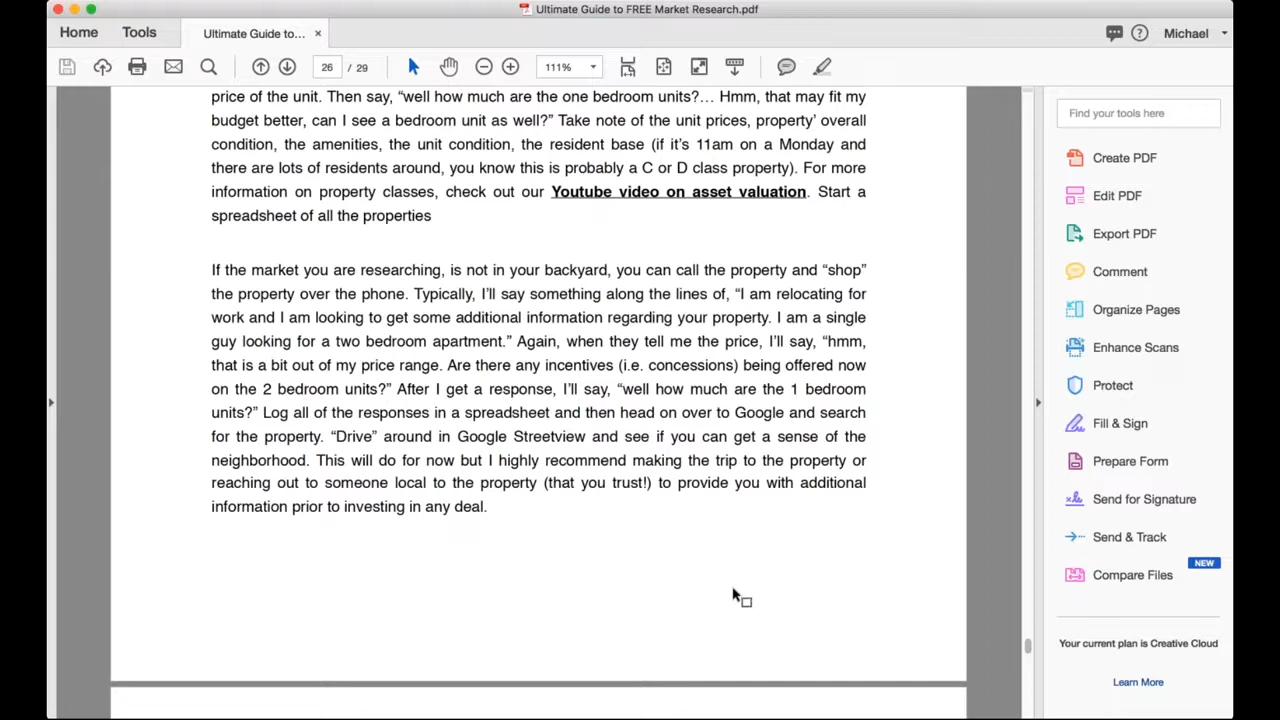 Ultimate Guide to FREE Market Research.pdf
Home
Tools
Ultimate Guide to...
Michael
26 / 29
111%
price of the unit. Then say, “well how much are the one bedroom units?… Hmm, that may fit my
budget better, can I see a bedroom unit as well?” Take note of the unit prices, property’ overall
condition, the amenities, the unit condition, the resident base (if it’s 11am on a Monday and
there are lots of residents around, you know this is probably a C or D class property). For more
information on property classes, check out our Youtube video on asset valuation. Start a
spreadsheet of all the properties
If the market you are researching, is not in your backyard, you can call the property and “shop”
the property over the phone. Typically, I’ll say something along the lines of, “I am relocating for
work and I am looking to get some additional information regarding your property. I am a single
guy looking for a two bedroom apartment.” Again, when they tell me the price, I’ll say, “hmm,
that is a bit out of my price range. Are there any incentives (i.e. concessions) being offered now
on the 2 bedroom units?” After I get a response, I’ll say, “well how much are the 1 bedroom
units?” Log all of the responses in a spreadsheet and then head on over to Google and search
for the property. “Drive” around in Google Streetview and see if you can get a sense of the
neighborhood. This will do for now but I highly recommend making the trip to the property or
reaching out to someone local to the property (that you trust!) to provide you with additional
information prior to investing in any deal.
Find your tools here
Create PDF
Edit PDF
Export PDF
Comment
Organize Pages
Enhance Scans
Protect
Fill & Sign
Prepare Form
Send for Signature
Send & Track
NEW
Compare Files
Your current plan is Creative Cloud
Learn More